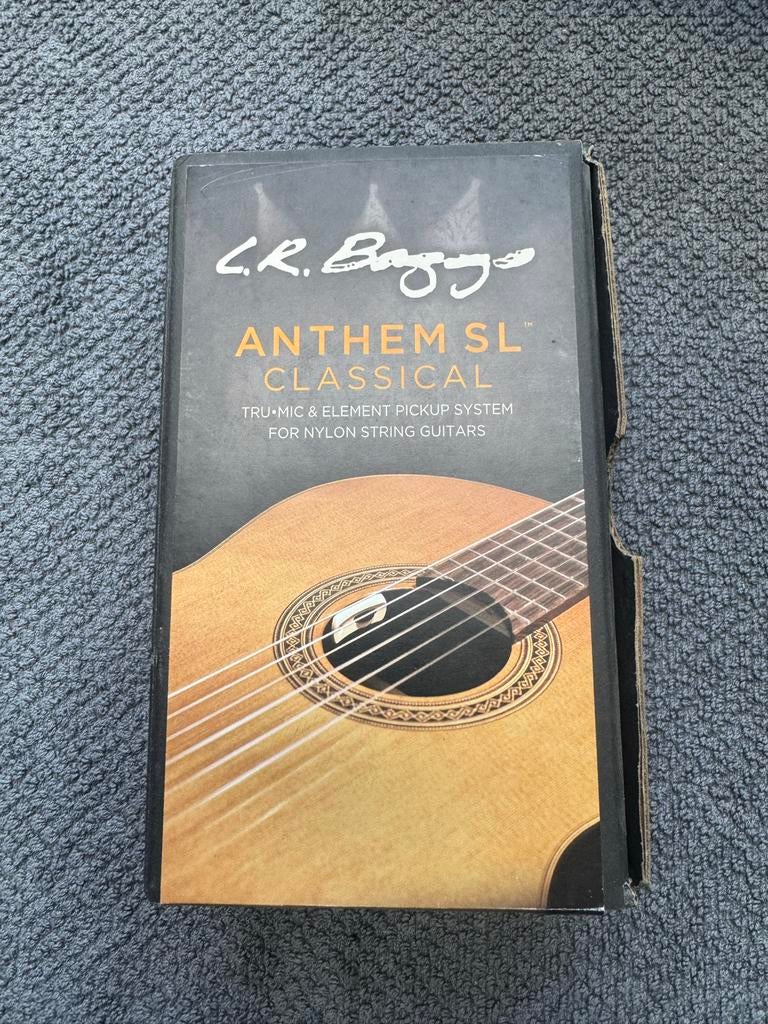 L.R. Baggs
ANTHEM SL™
CLASSICAL
TRU•MIC & ELEMENT PICKUP SYSTEM
FOR NYLON STRING GUITARS